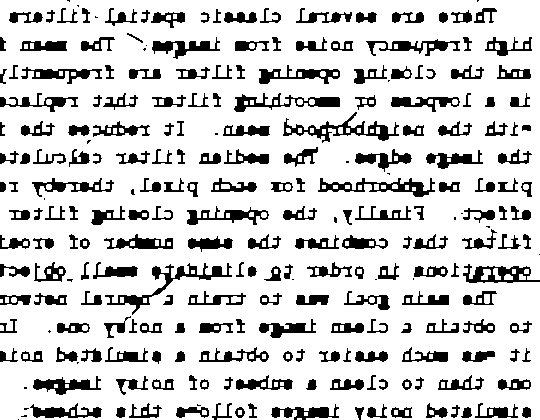 There are several classic spatial filters
high frequency noise from images. The mean f
and the closing opening filter are frequently
is a lowpass or smoothing filter that replace
with the neighborhood mean. It reduces the i
the image edges. The median filter calculate
pixel neighborhood for each pixel, thereby re
effect. Finally, the opening closing filter
filter that combines the same number of erosi
operations in order to eliminate small object
The main goal was to train a neural networ
to obtain a clean image from a noisy one. In
it was much easier to obtain a simulated nois
one than to clean a subset of noisy images.
simulated noisy images follows this scheme: